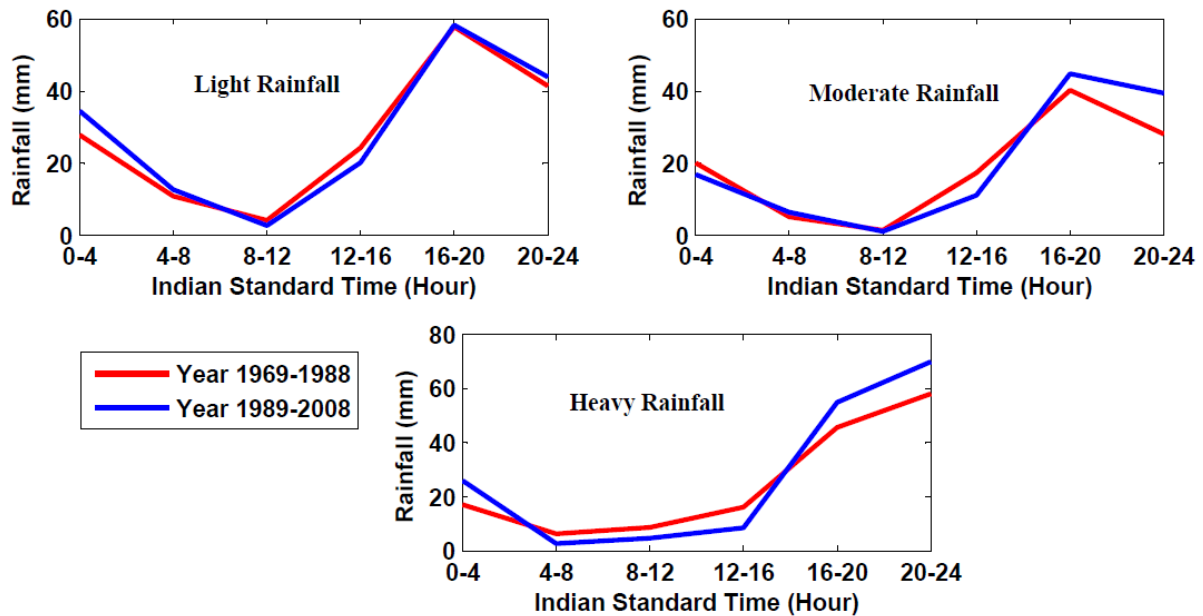 60
40
20
0
Rainfall (mm)
Light Rainfall
0-4 4-8 8-12 12-16 16-20 20-24
Indian Standard Time (Hour)
60
40
20
0
Rainfall (mm)
Moderate Rainfall
0-4 4-8 8-12 12-16 16-20 20-24
Indian Standard Time (Hour)
Year 1969-1988
Year 1989-2008
80
60
40
20
0
Rainfall (mm)
Heavy Rainfall
0-4 4-8 8-12 12-16 16-20 20-24
Indian Standard Time (Hour)